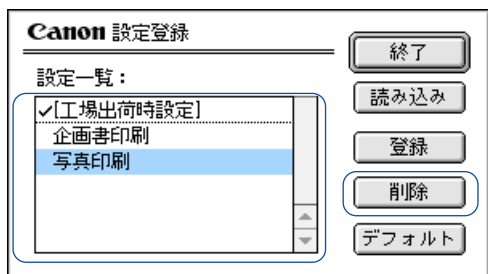 Canon 設定登録
設定一覧：
✓[工場出荷時設定]
企画書印刷
写真印刷
終了
読み込み
登録
削除
デフォルト